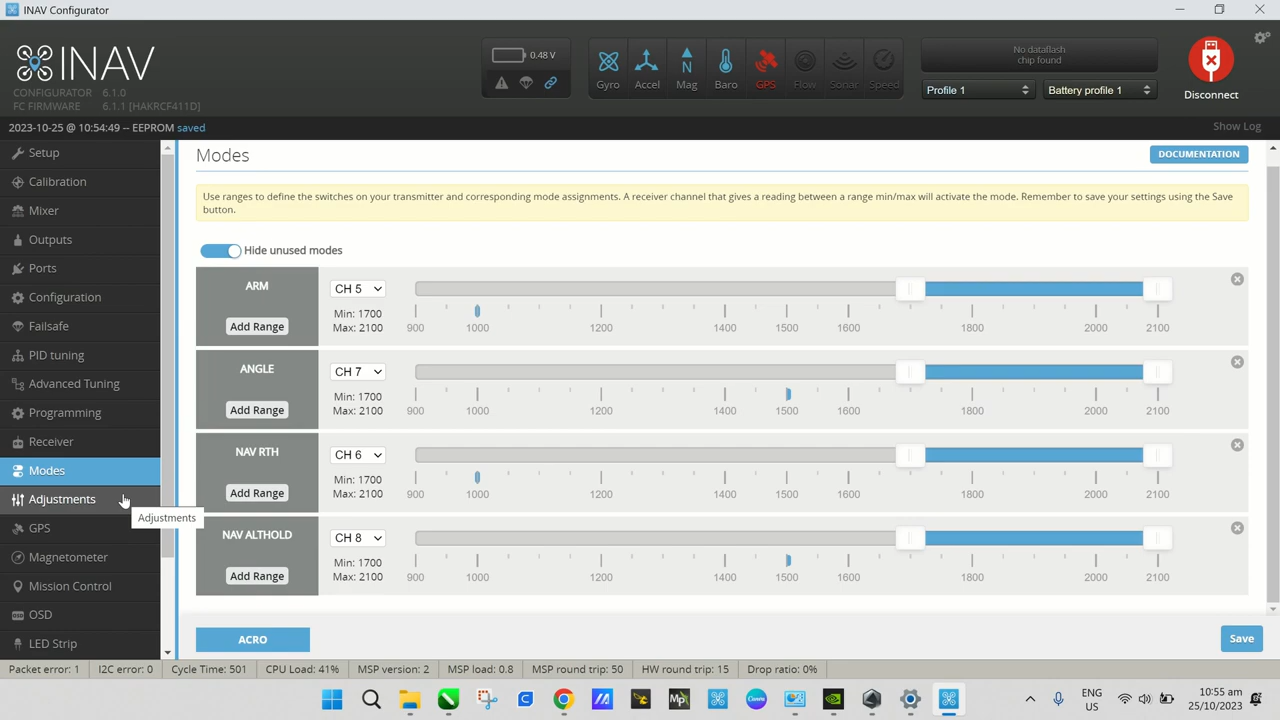 INAV Configurator
INAV
CONFIGURATOR 6.1.0
FC FIRMWARE 6.1.1 [HAKRCF411D]
0.48 V
Gyro
Accel
Mag
Baro
GPS
Flow
Sonar
Speed
No dataflash
chip found
Profile 1
Battery profile 1
Disconnect
2023-10-25 @ 10:54:49 -- EEPROM saved
Show Log
Setup
Calibration
Mixer
Outputs
Ports
Configuration
Failsafe
PID tuning
Advanced Tuning
Programming
Receiver
Modes
Adjustments
Adjustments
GPS
Magnetometer
Mission Control
OSD
LED Strip
Modes
DOCUMENTATION
Use ranges to define the switches on your transmitter and corresponding mode assignments. A receiver channel that gives a reading between a range min/max will activate the mode. Remember to save your settings using the Save
button.
Hide unused modes
ARM
Add Range
CH 5
Min: 1700
Max: 2100
900 1000 1200 1400 1500 1600 1800 2000 2100
ANGLE
Add Range
CH 7
Min: 1700
Max: 2100
900 1000 1200 1400 1500 1600 1800 2000 2100
NAV RTH
Add Range
CH 6
Min: 1700
Max: 2100
900 1000 1200 1400 1500 1600 1800 2000 2100
NAV ALTHOLD
Add Range
CH 8
Min: 1700
Max: 2100
900 1000 1200 1400 1500 1600 1800 2000 2100
ACRO
Save
Packet error: 1
I2C error: 0
Cycle Time: 501
CPU Load: 41%
MSP version: 2
MSP load: 0.8
MSP round trip: 50
HW round trip: 15
Drop ratio: 0%
ENG
US
10:55 am
25/10/2023